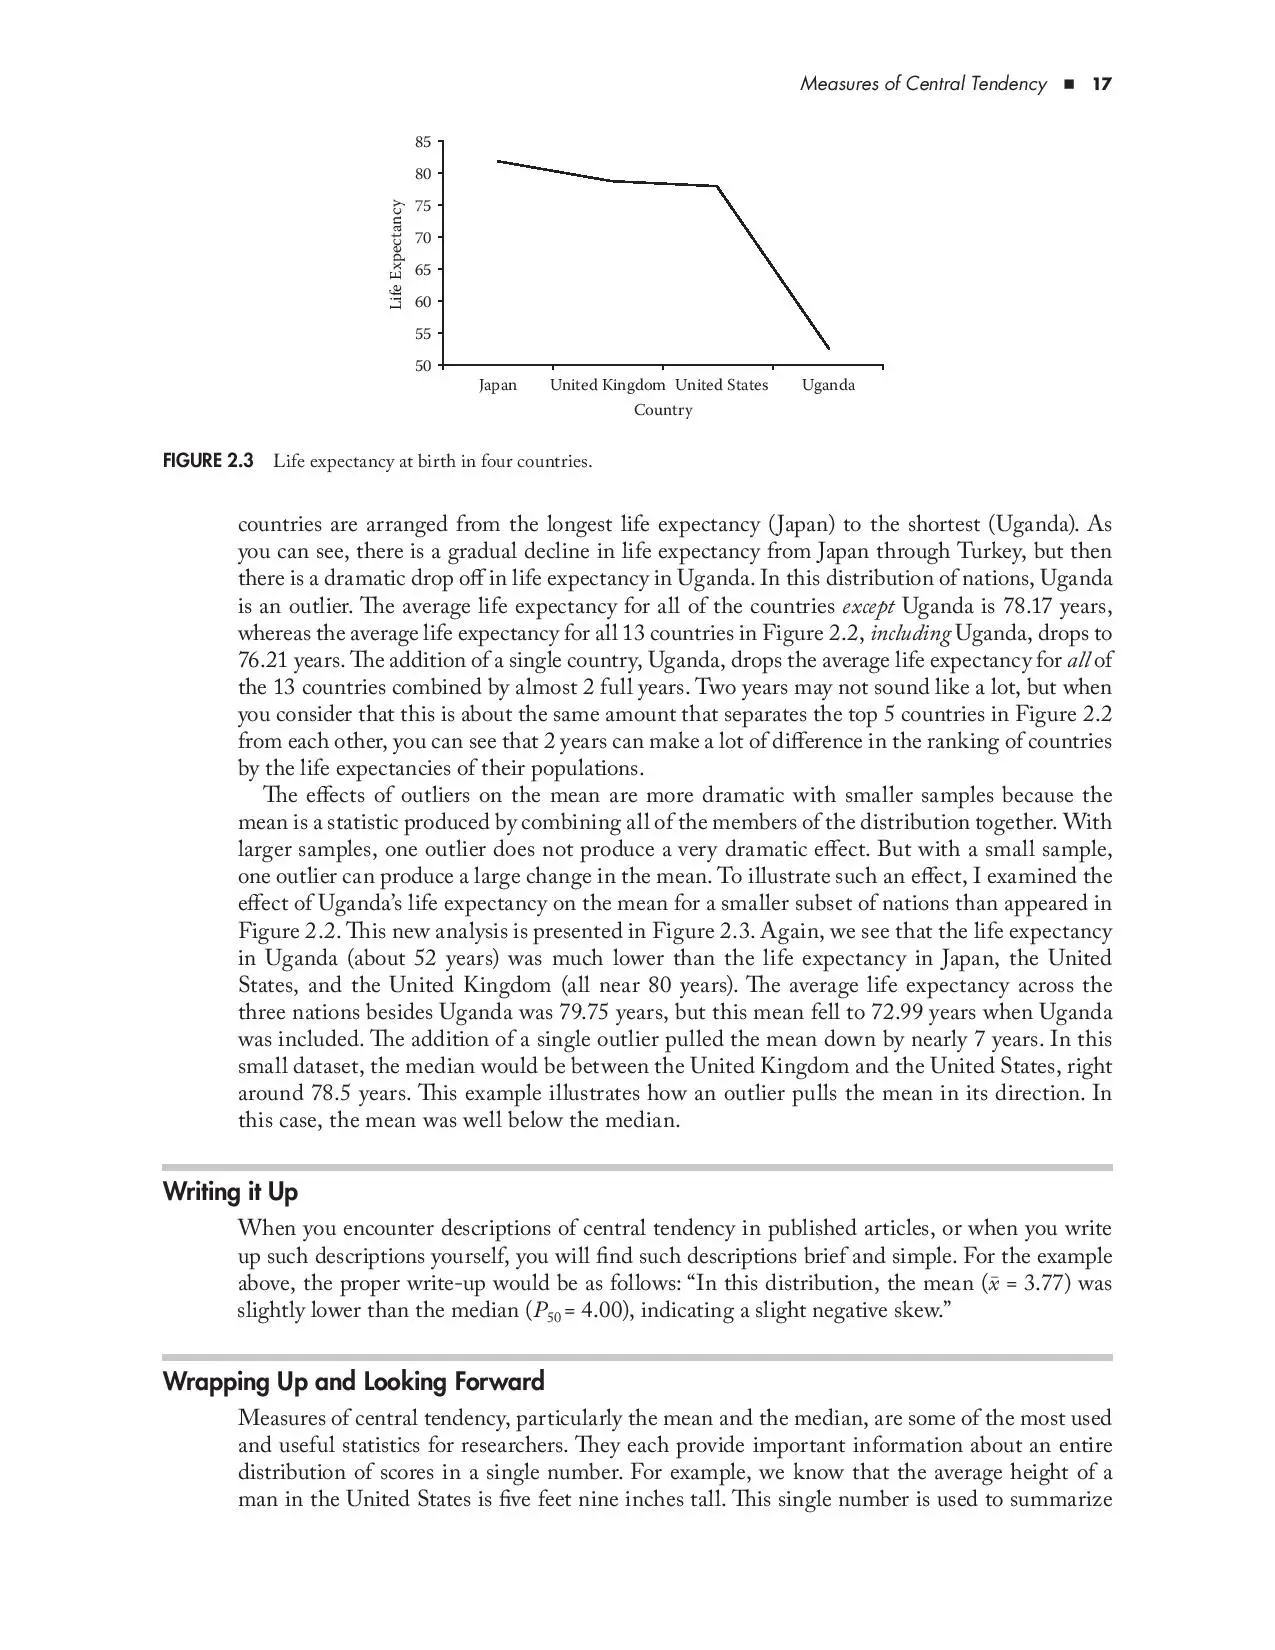 Measures of Central Tendency ■ 17
85
80
75
70
65
60
55
50
Life Expectancy
Japan United Kingdom United States Uganda
Country
FIGURE 2.3 Life expectancy at birth in four countries.
countries are arranged from the longest life expectancy (Japan) to the shortest (Uganda). As
you can see, there is a gradual decline in life expectancy from Japan through Turkey, but then
there is a dramatic drop off in life expectancy in Uganda. In this distribution of nations, Uganda
is an outlier. The average life expectancy for all of the countries except Uganda is 78.17 years,
whereas the average life expectancy for all 13 countries in Figure 2.2, including Uganda, drops to
76.21 years. The addition of a single country, Uganda, drops the average life expectancy for all of
the 13 countries combined by almost 2 full years. Two years may not sound like a lot, but when
you consider that this is about the same amount that separates the top 5 countries in Figure 2.2
from each other, you can see that 2 years can make a lot of difference in the ranking of countries
by the life expectancies of their populations.
The effects of outliers on the mean are more dramatic with smaller samples because the
mean is a statistic produced by combining all of the members of the distribution together. With
larger samples, one outlier does not produce a very dramatic effect. But with a small sample,
one outlier can produce a large change in the mean. To illustrate such an effect, I examined the
effect of Uganda's life expectancy on the mean for a smaller subset of nations than appeared in
Figure 2.2. This new analysis is presented in Figure 2.3. Again, we see that the life expectancy
in Uganda (about 52 years) was much lower than the life expectancy in Japan, the United
States, and the United Kingdom (all near 80 years). The average life expectancy across the
three nations besides Uganda was 79.75 years, but this mean fell to 72.99 years when Uganda
was included. The addition of a single outlier pulled the mean down by nearly 7 years. In this
small dataset, the median would be between the United Kingdom and the United States, right
around 78.5 years. This example illustrates how an outlier pulls the mean in its direction. In
this case, the mean was well below the median.
Writing it Up
When you encounter descriptions of central tendency in published articles, or when you write
up such descriptions yourself, you will find such descriptions brief and simple. For the example
above, the proper write-up would be as follows: “In this distribution, the mean (x̄ = 3.77) was
slightly lower than the median (P₅₀ = 4.00), indicating a slight negative skew.”
Wrapping Up and Looking Forward
Measures of central tendency, particularly the mean and the median, are some of the most used
and useful statistics for researchers. They each provide important information about an entire
distribution of scores in a single number. For example, we know that the average height of a
man in the United States is five feet nine inches tall. This single number is used to summarize